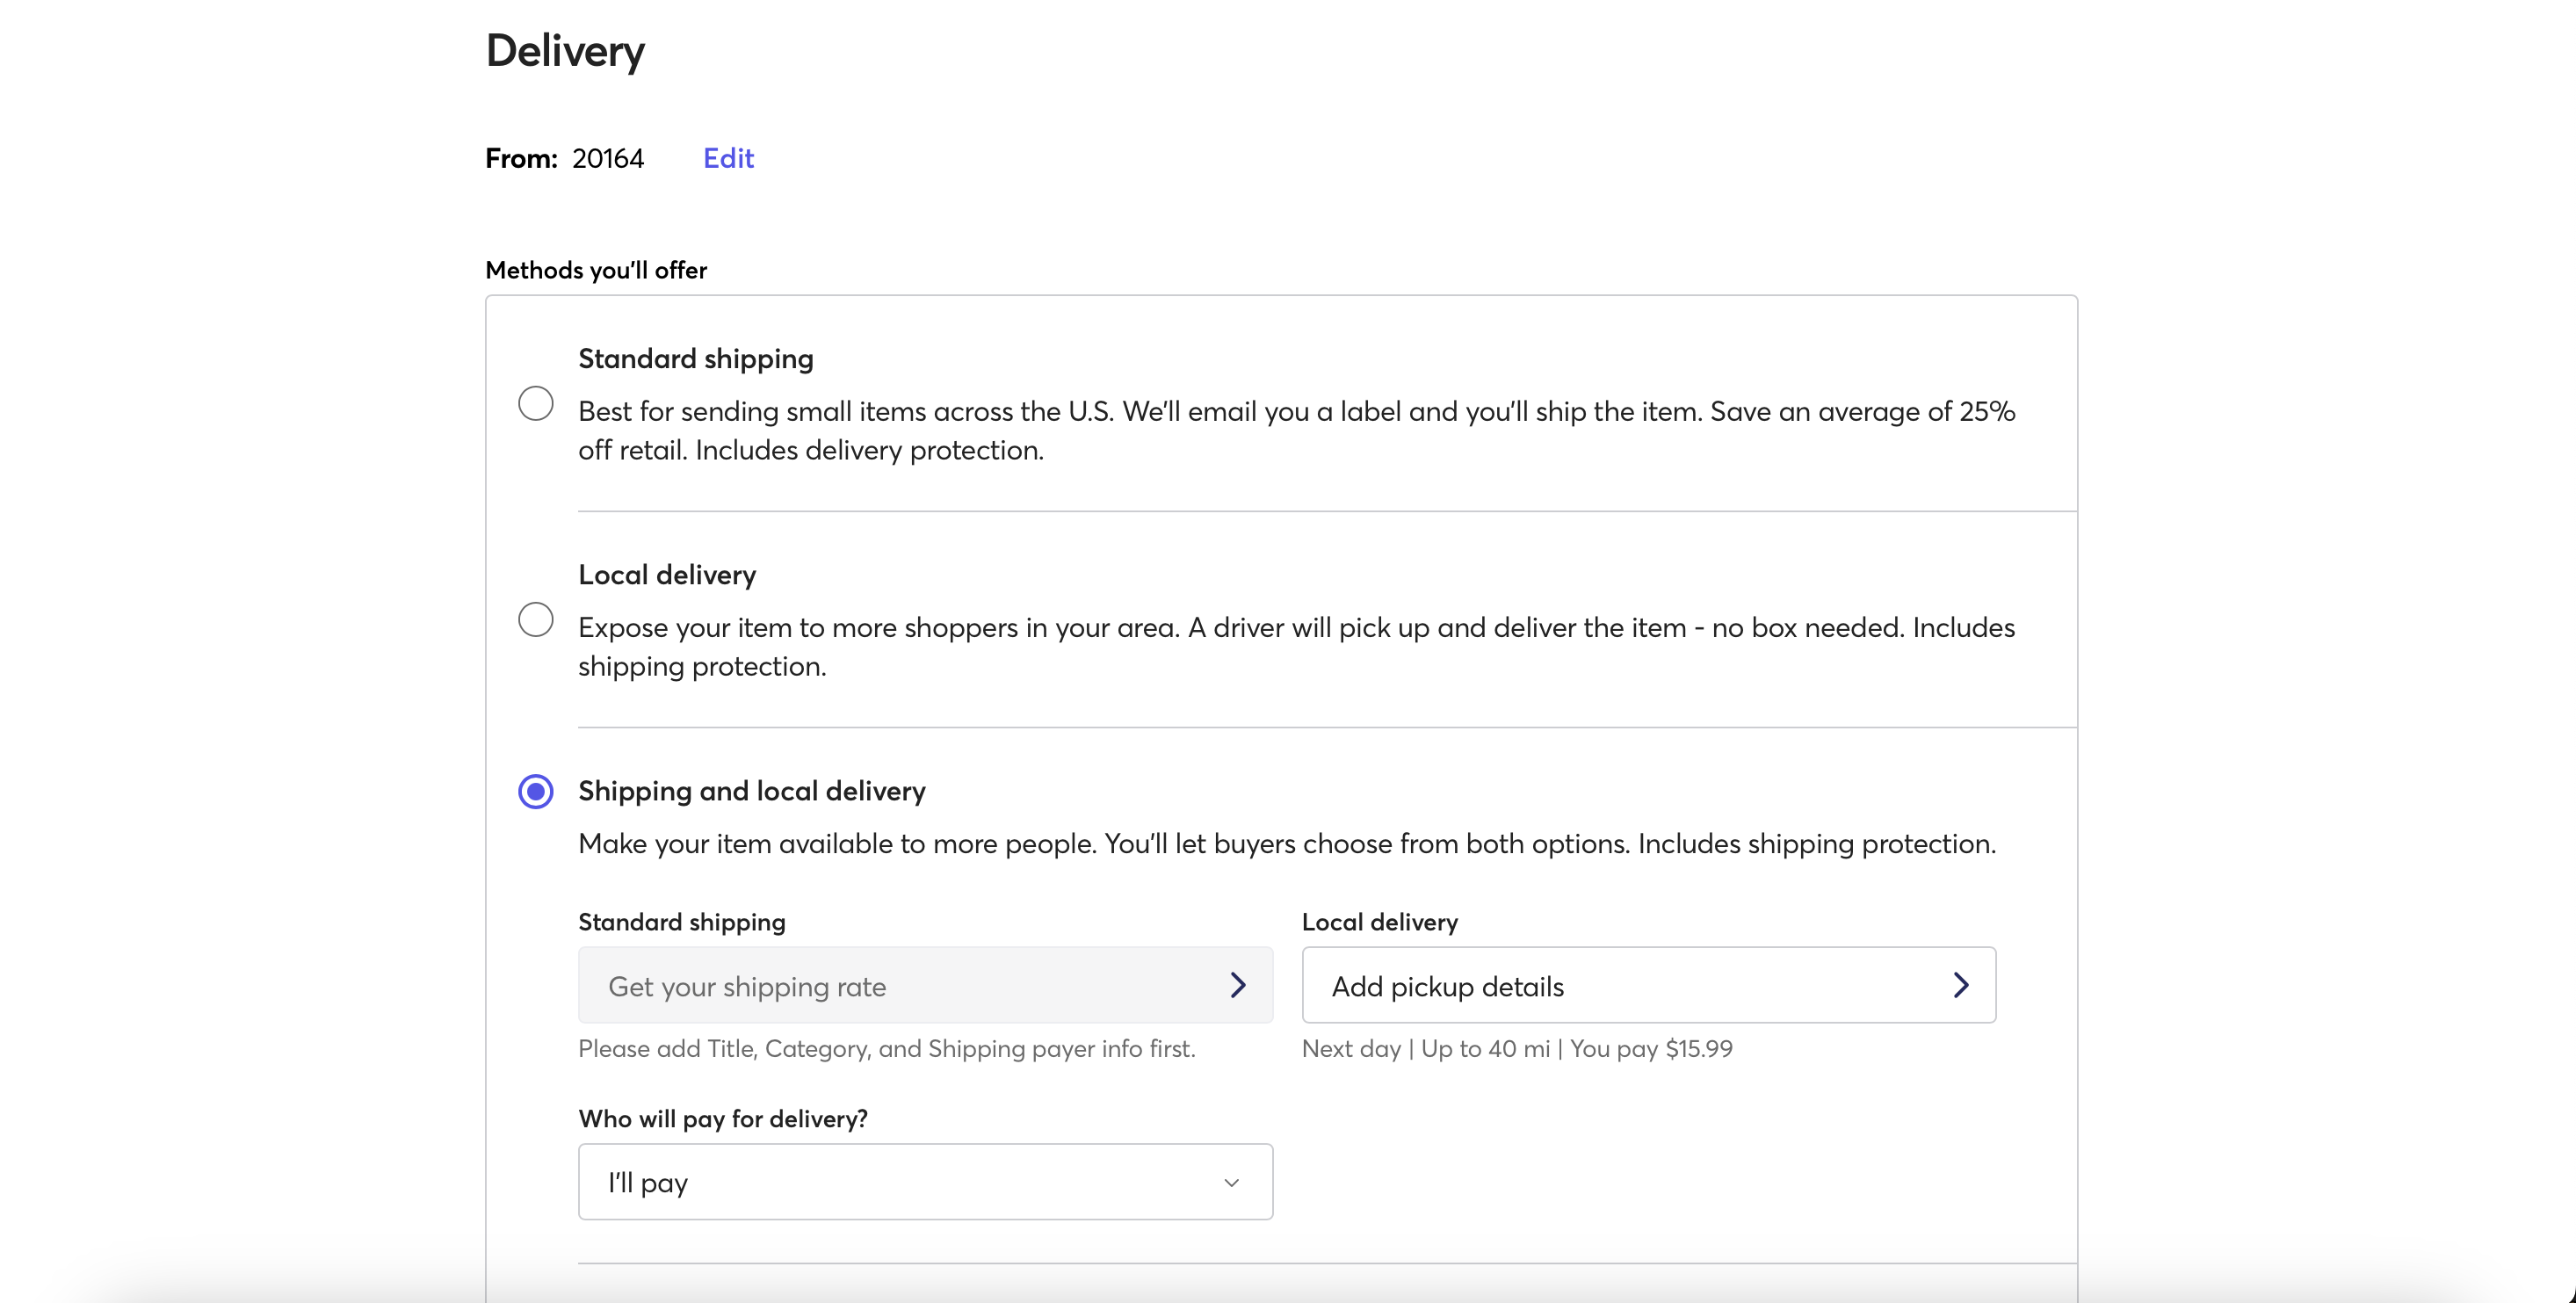 Delivery
From: 20164 Edit
Methods you'll offer
Standard shipping
Best for sending small items across the U.S. We'll email you a label and you'll ship the item. Save an average of 25%
off retail. Includes delivery protection.
Local delivery
Expose your item to more shoppers in your area. A driver will pick up and deliver the item - no box needed. Includes
shipping protection.
Shipping and local delivery
Make your item available to more people. You'll let buyers choose from both options. Includes shipping protection.
Standard shipping
Get your shipping rate
Please add Title, Category, and Shipping payer info first.
Local delivery
Add pickup details
Next day | Up to 40 mi | You pay $15.99
Who will pay for delivery?
I'll pay